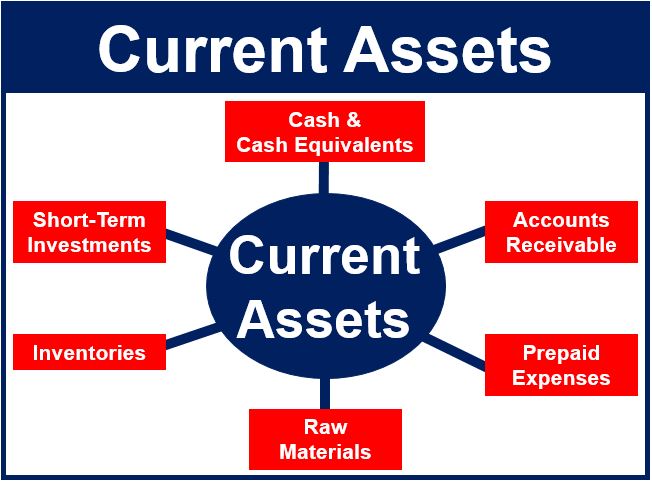 Current Assets
Cash &
Cash Equivalents
Short-Term
Investments
Accounts
Receivable
Current
Assets
Inventories
Prepaid
Expenses
Raw
Materials